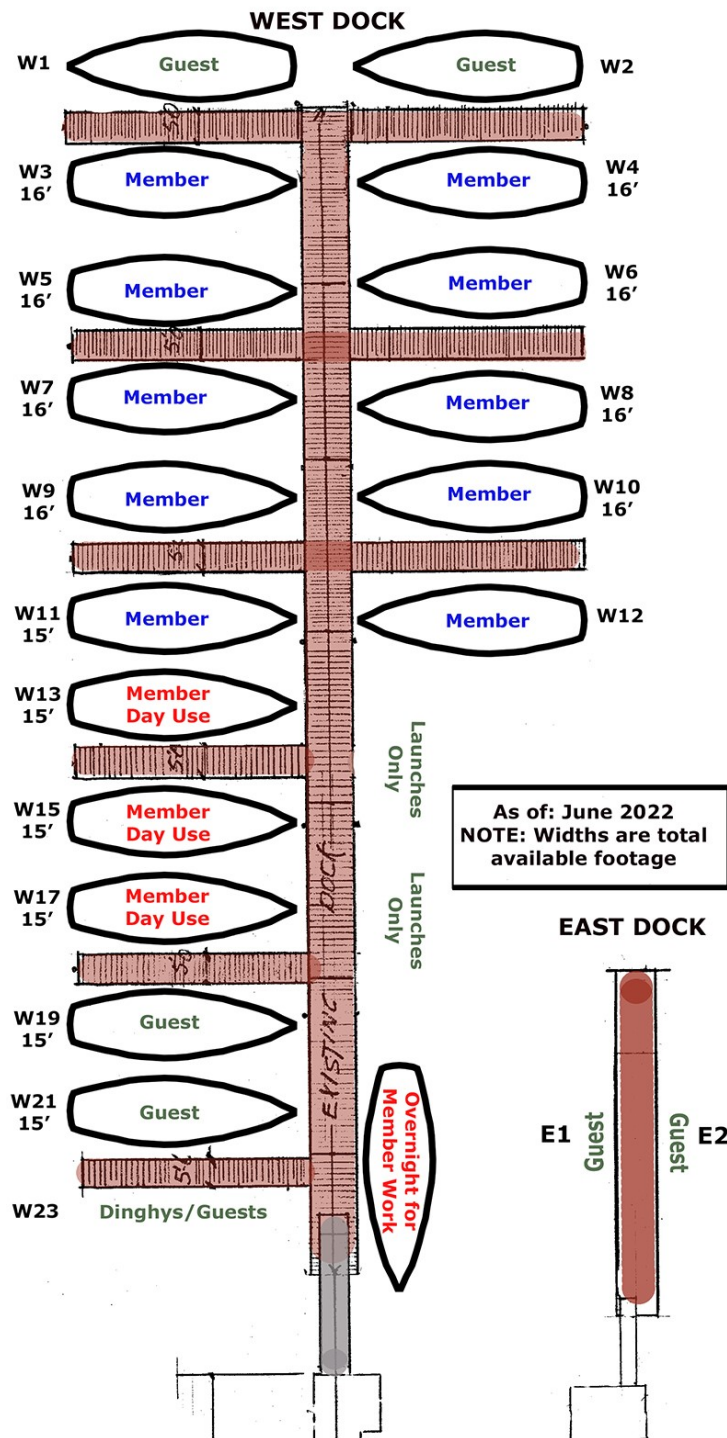 WEST DOCK
W1
Guest
Guest
W2
50
W3
16'
Member
Member
W4
16'
W5
16'
Member
Member
W6
16'
50
W7
16'
Member
Member
W8
16'
W9
16'
Member
Member
W10
16'
W11
15'
Member
Member
W12
W13
15'
Member
Day Use
Launches
Only
50
W15
15'
Member
Day Use
As of: June 2022
NOTE: Widths are total
available footage
W17
15'
Member
Day Use
Launches
Only
EAST DOCK
50
W19
15'
Guest
EXISTING DOCK
W21
15'
Guest
Overnight for
Member Work
E1
Guest
Guest
E2
W23
Dinghys/Guests